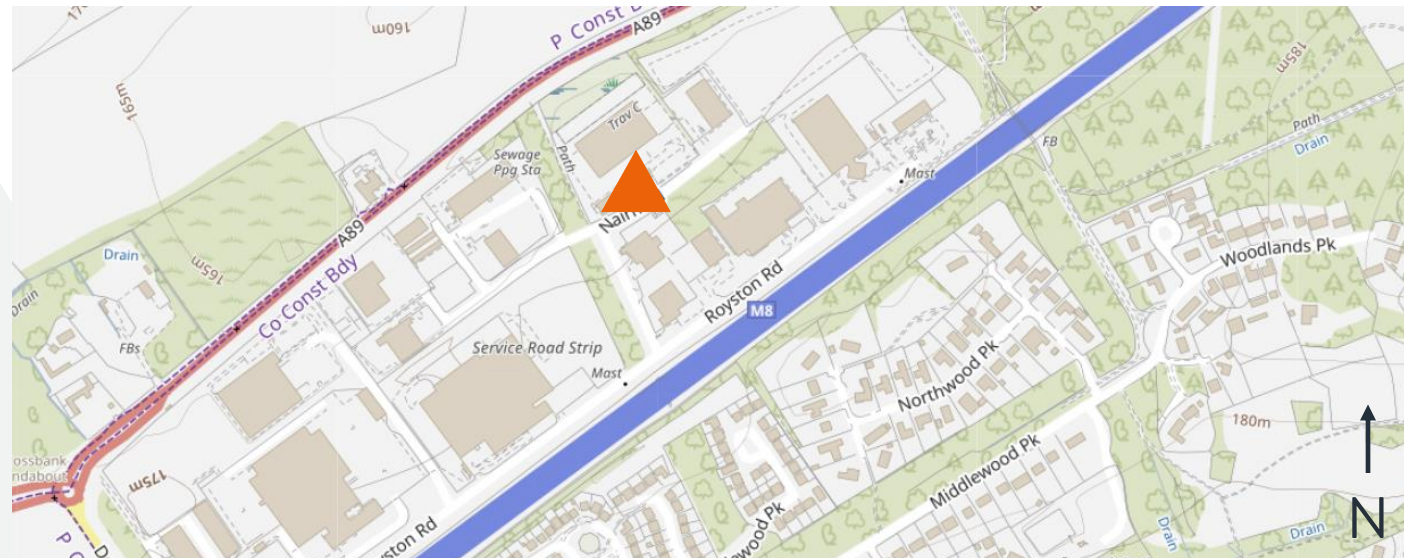 P Const B
A89
160m
165m
165m
185m
Trav C
Path
Sewage
Ppg Sta
FB
Path
Drain
Mast
Nairn
A89
Co Const Bdy
Drain
Drain
FBs
Woodlands Pk
Royston Rd
M8
Service Road Strip
Mast
Northwood Pk
180m
Middlewood Pk
175m
Royston Rd
Drain
Drain
N